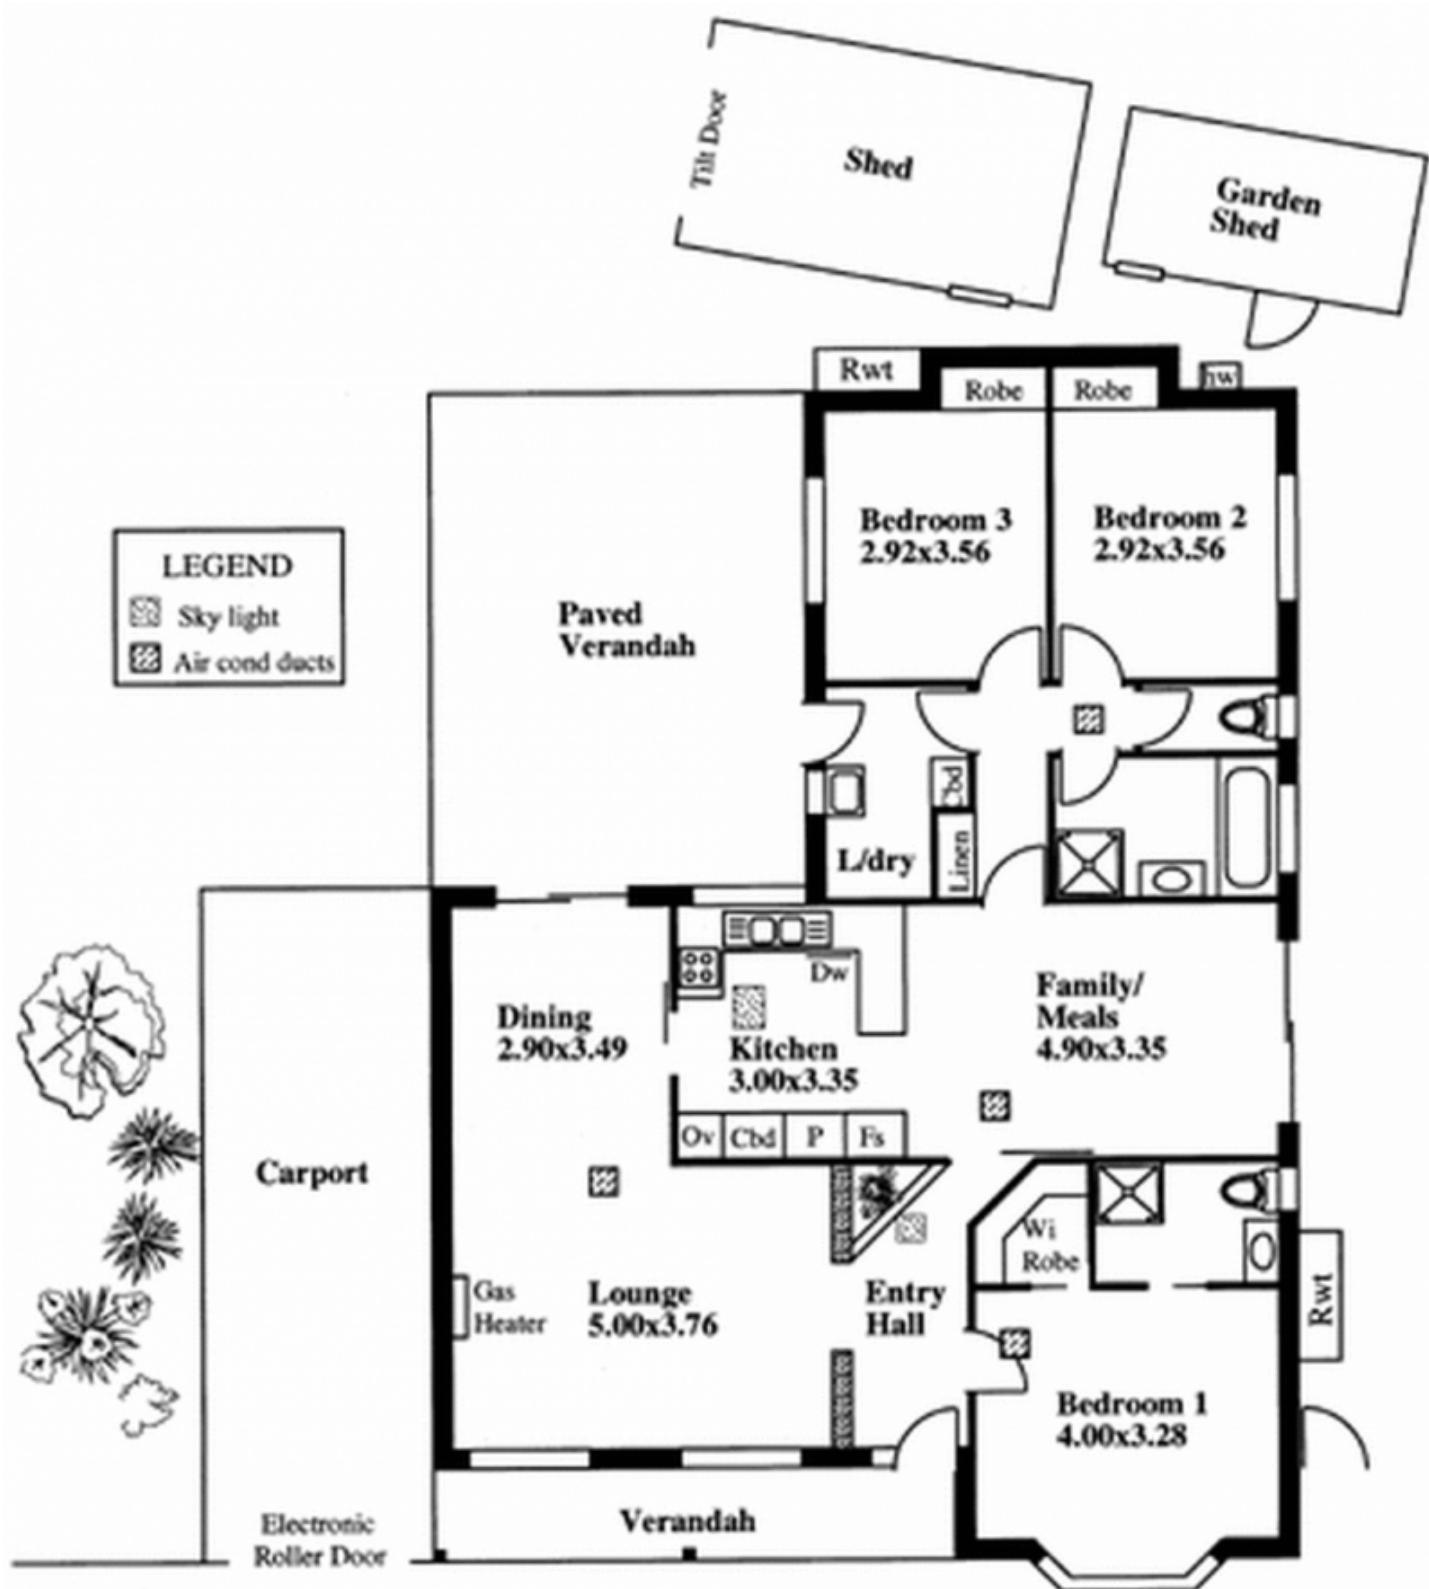 Tilt Door
Shed
Garden
Shed
Rwt
Robe
Robe
Bedroom 3
2.92x3.56
Bedroom 2
2.92x3.56
LEGEND
Sky light
Air cond ducts
Paved
Verandah
Cbd
Linen
L/dry
Dining
2.90x3.49
Dw
Kitchen
3.00x3.35
Family/
Meals
4.90x3.35
Ov
Cbd
P
Fs
Carport
Wi
Robe
Gas
Heater
Lounge
5.00x3.76
Entry
Hall
Rwt
Bedroom 1
4.00x3.28
Verandah
Electronic
Roller Door